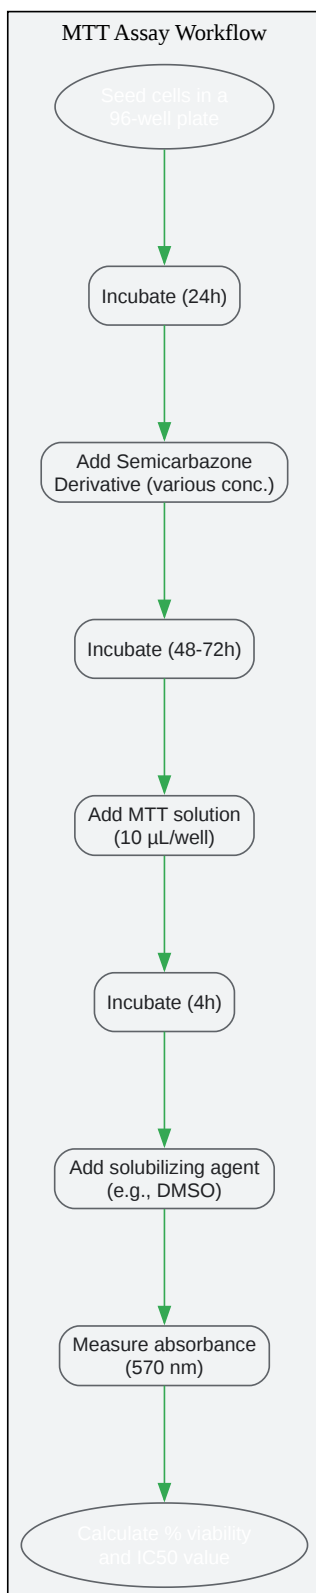 MTT Assay Workflow
Seed cells in a
96-well plate
Incubate (24h)
Add Semicarbazone
Derivative (various conc.)
Incubate (48-72h)
Add MTT solution
(10 µL/well)
Incubate (4h)
Add solubilizing agent
(e.g., DMSO)
Measure absorbance
(570 nm)
Calculate % viability
and IC50 value